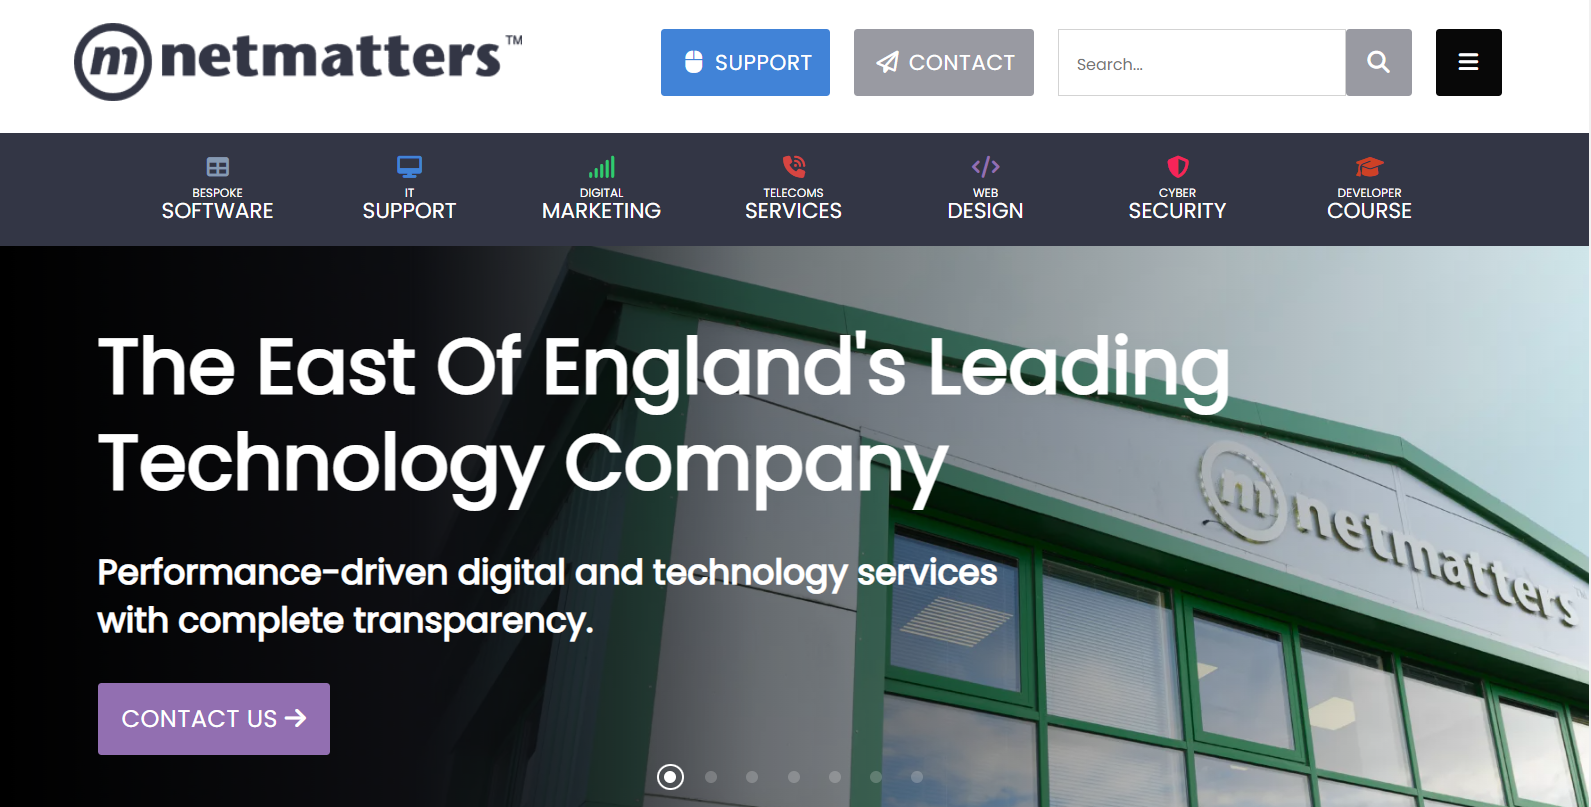 m netmatters™
SUPPORT
CONTACT
Search...
BESPOKE
SOFTWARE
IT
SUPPORT
DIGITAL
MARKETING
TELECOMS
SERVICES
WEB
DESIGN
CYBER
SECURITY
DEVELOPER
COURSE
The East Of England's Leading
Technology Company
Performance-driven digital and technology services
with complete transparency.
CONTACT US
m netmatters